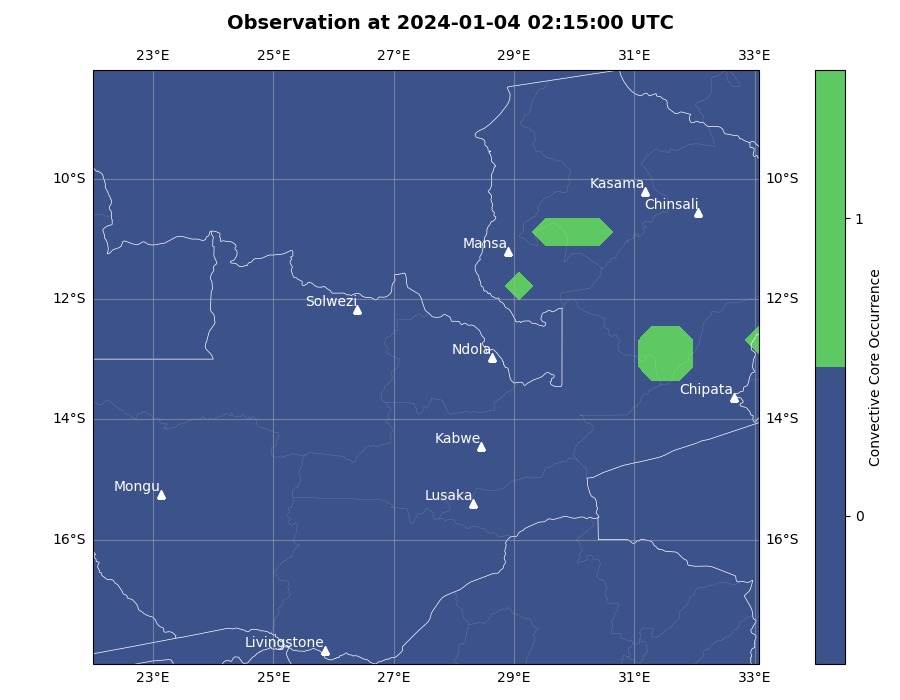 Observation at 2024-01-04 02:15:00 UTC
23°E 25°E 27°E 29°E 31°E 33°E
10°S 10°S
Kasama
Chinsali
1
Mansa
12°S 12°S
Solwezi
Ndola
Convective Core Occurrence
Chipata
14°S 14°S
Kabwe
Mongu
Lusaka
0
16°S 16°S
Livingstone
23°E 25°E 27°E 29°E 31°E 33°E